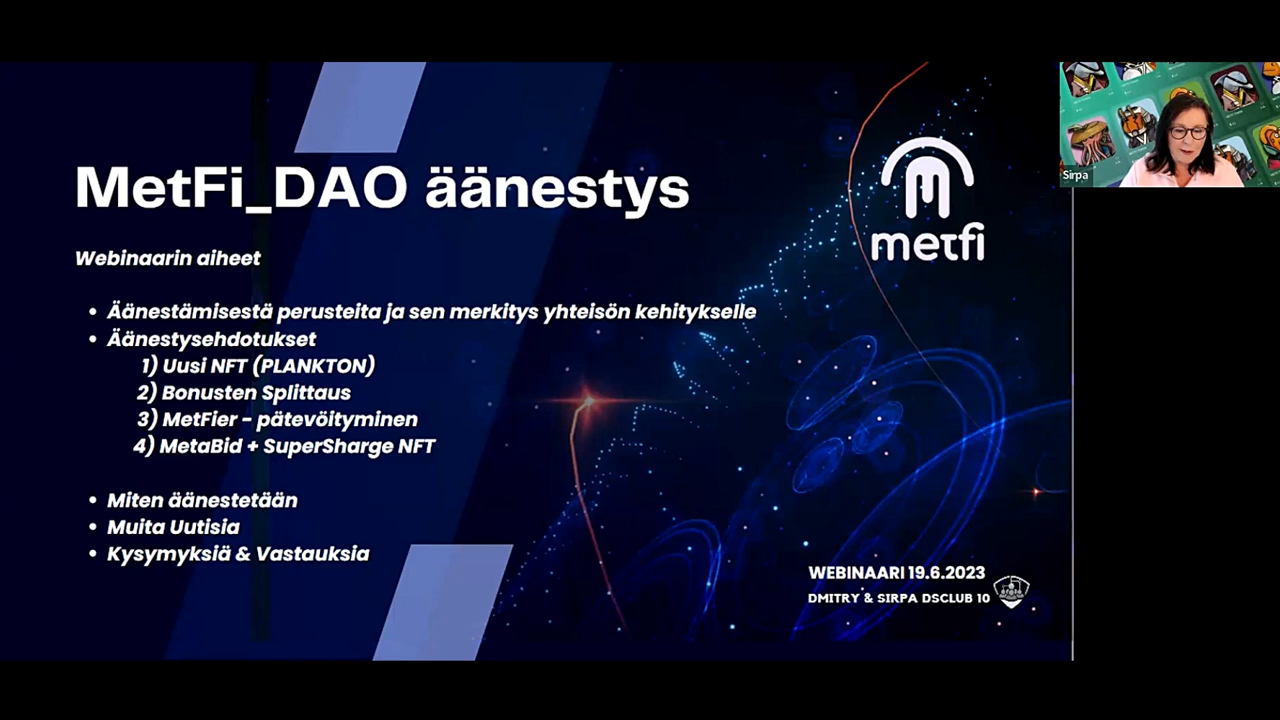 MetFi_DAO äänestys
metfi
Sirpa
Webinaarin aiheet
• Äänestämisestä perusteita ja sen merkitys yhteisön kehitykselle
• Äänestysehdotukset
1) Uusi NFT (PLANKTON)
2) Bonusten Splittaus
3) MetFier - pätevöityminen
4) MetaBid + SuperSharge NFT
• Miten äänestetään
• Muita Uutisia
• Kysymyksiä & Vastauksia
WEBINAARI 19.6.2023
DMITRY & SIRPA DSCLUB 10